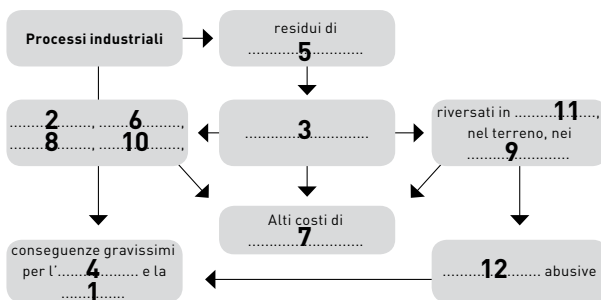 Processi industriali
residui di
..........5..........
..........2.........., ..........6..........,
..........8.........., ..........10..........,
..........3..........
riversati in ..........11..........,
nel terreno, nei
..........9..........
Alti costi di
..........7..........
conseguenze gravissimi
per l'..........4.......... e la
..........1..........
..........12.......... abusive